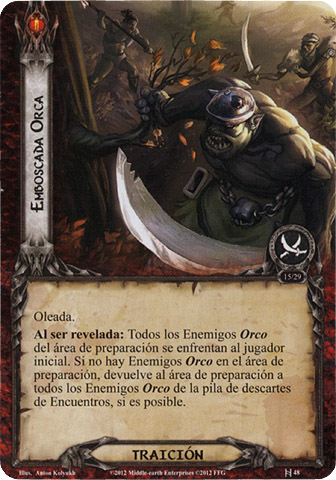 EMBOSCADA ORCA
15/29
Oleada.
Al ser revelada: Todos los Enemigos Orco
del área de preparación se enfrentan al jugador
inicial. Si no hay Enemigos Orco en el área de
preparación, devuelve al área de preparación a
todos los Enemigos Orco de la pila de descartes
de Encuentros, si es posible.
TRAICIÓN
Illus. Anton Kolyukh
©2012 Middle-earth Enterprises ©2012 FFG
48